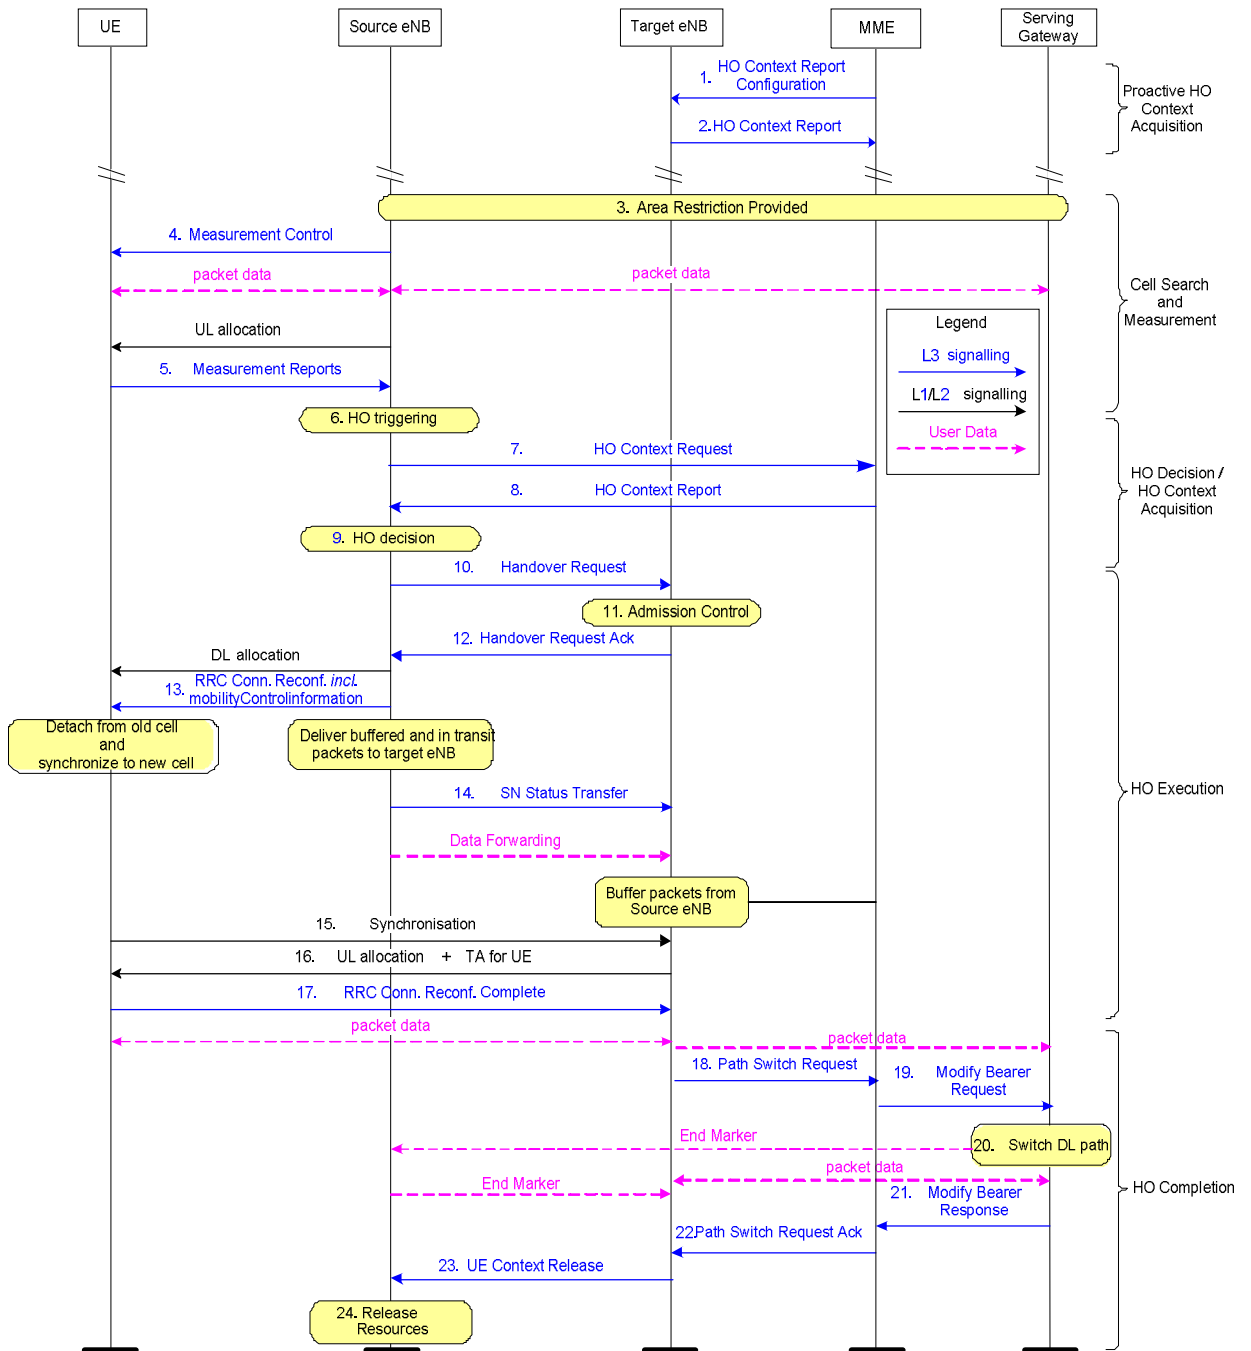 UE
Source eNB
Target eNB
MME
Serving
Gateway
1. HO Context Report
Configuration
2.HO Context Report
Proactive HO
Context
Acquisition
3. Area Restriction Provided
4. Measurement Control
packet data
packet data
UL allocation
5. Measurement Reports
Cell Search
and
Measurement
Legend
L3 signalling
L1/L2 signalling
User Data
6. HO triggering
7. HO Context Request
8. HO Context Report
9. HO decision
HO Decision /
HO Context
Acquisition
10. Handover Request
11. Admission Control
12. Handover Request Ack
DL allocation
13. RRC Conn. Reconf. incl.
mobilityControlinformation
Detach from old cell
and
synchronize to new cell
Deliver buffered and in transit
packets to target eNB
14. SN Status Transfer
Data Forwarding
Buffer packets from
Source eNB
15. Synchronisation
16. UL allocation + TA for UE
17. RRC Conn. Reconf. Complete
HO Execution
packet data
packet data
18. Path Switch Request
19. Modify Bearer
Request
End Marker
20. Switch DL path
packet data
End Marker
21. Modify Bearer
Response
22.Path Switch Request Ack
23. UE Context Release
24. Release
Resources
HO Completion